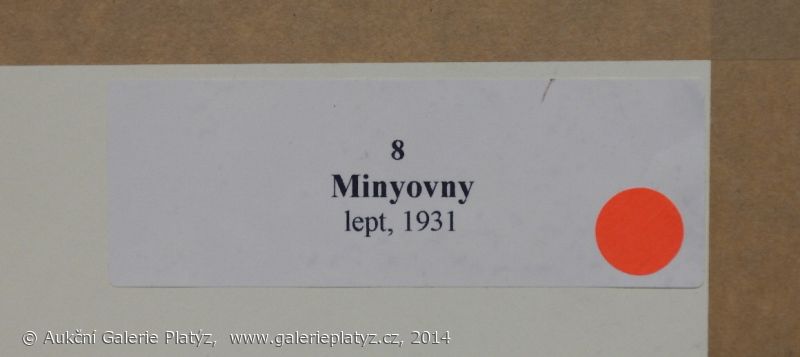 8
Minyovny
lept, 1931
© Aukční Galerie Platýz, www.galerieplatyz.cz, 2014